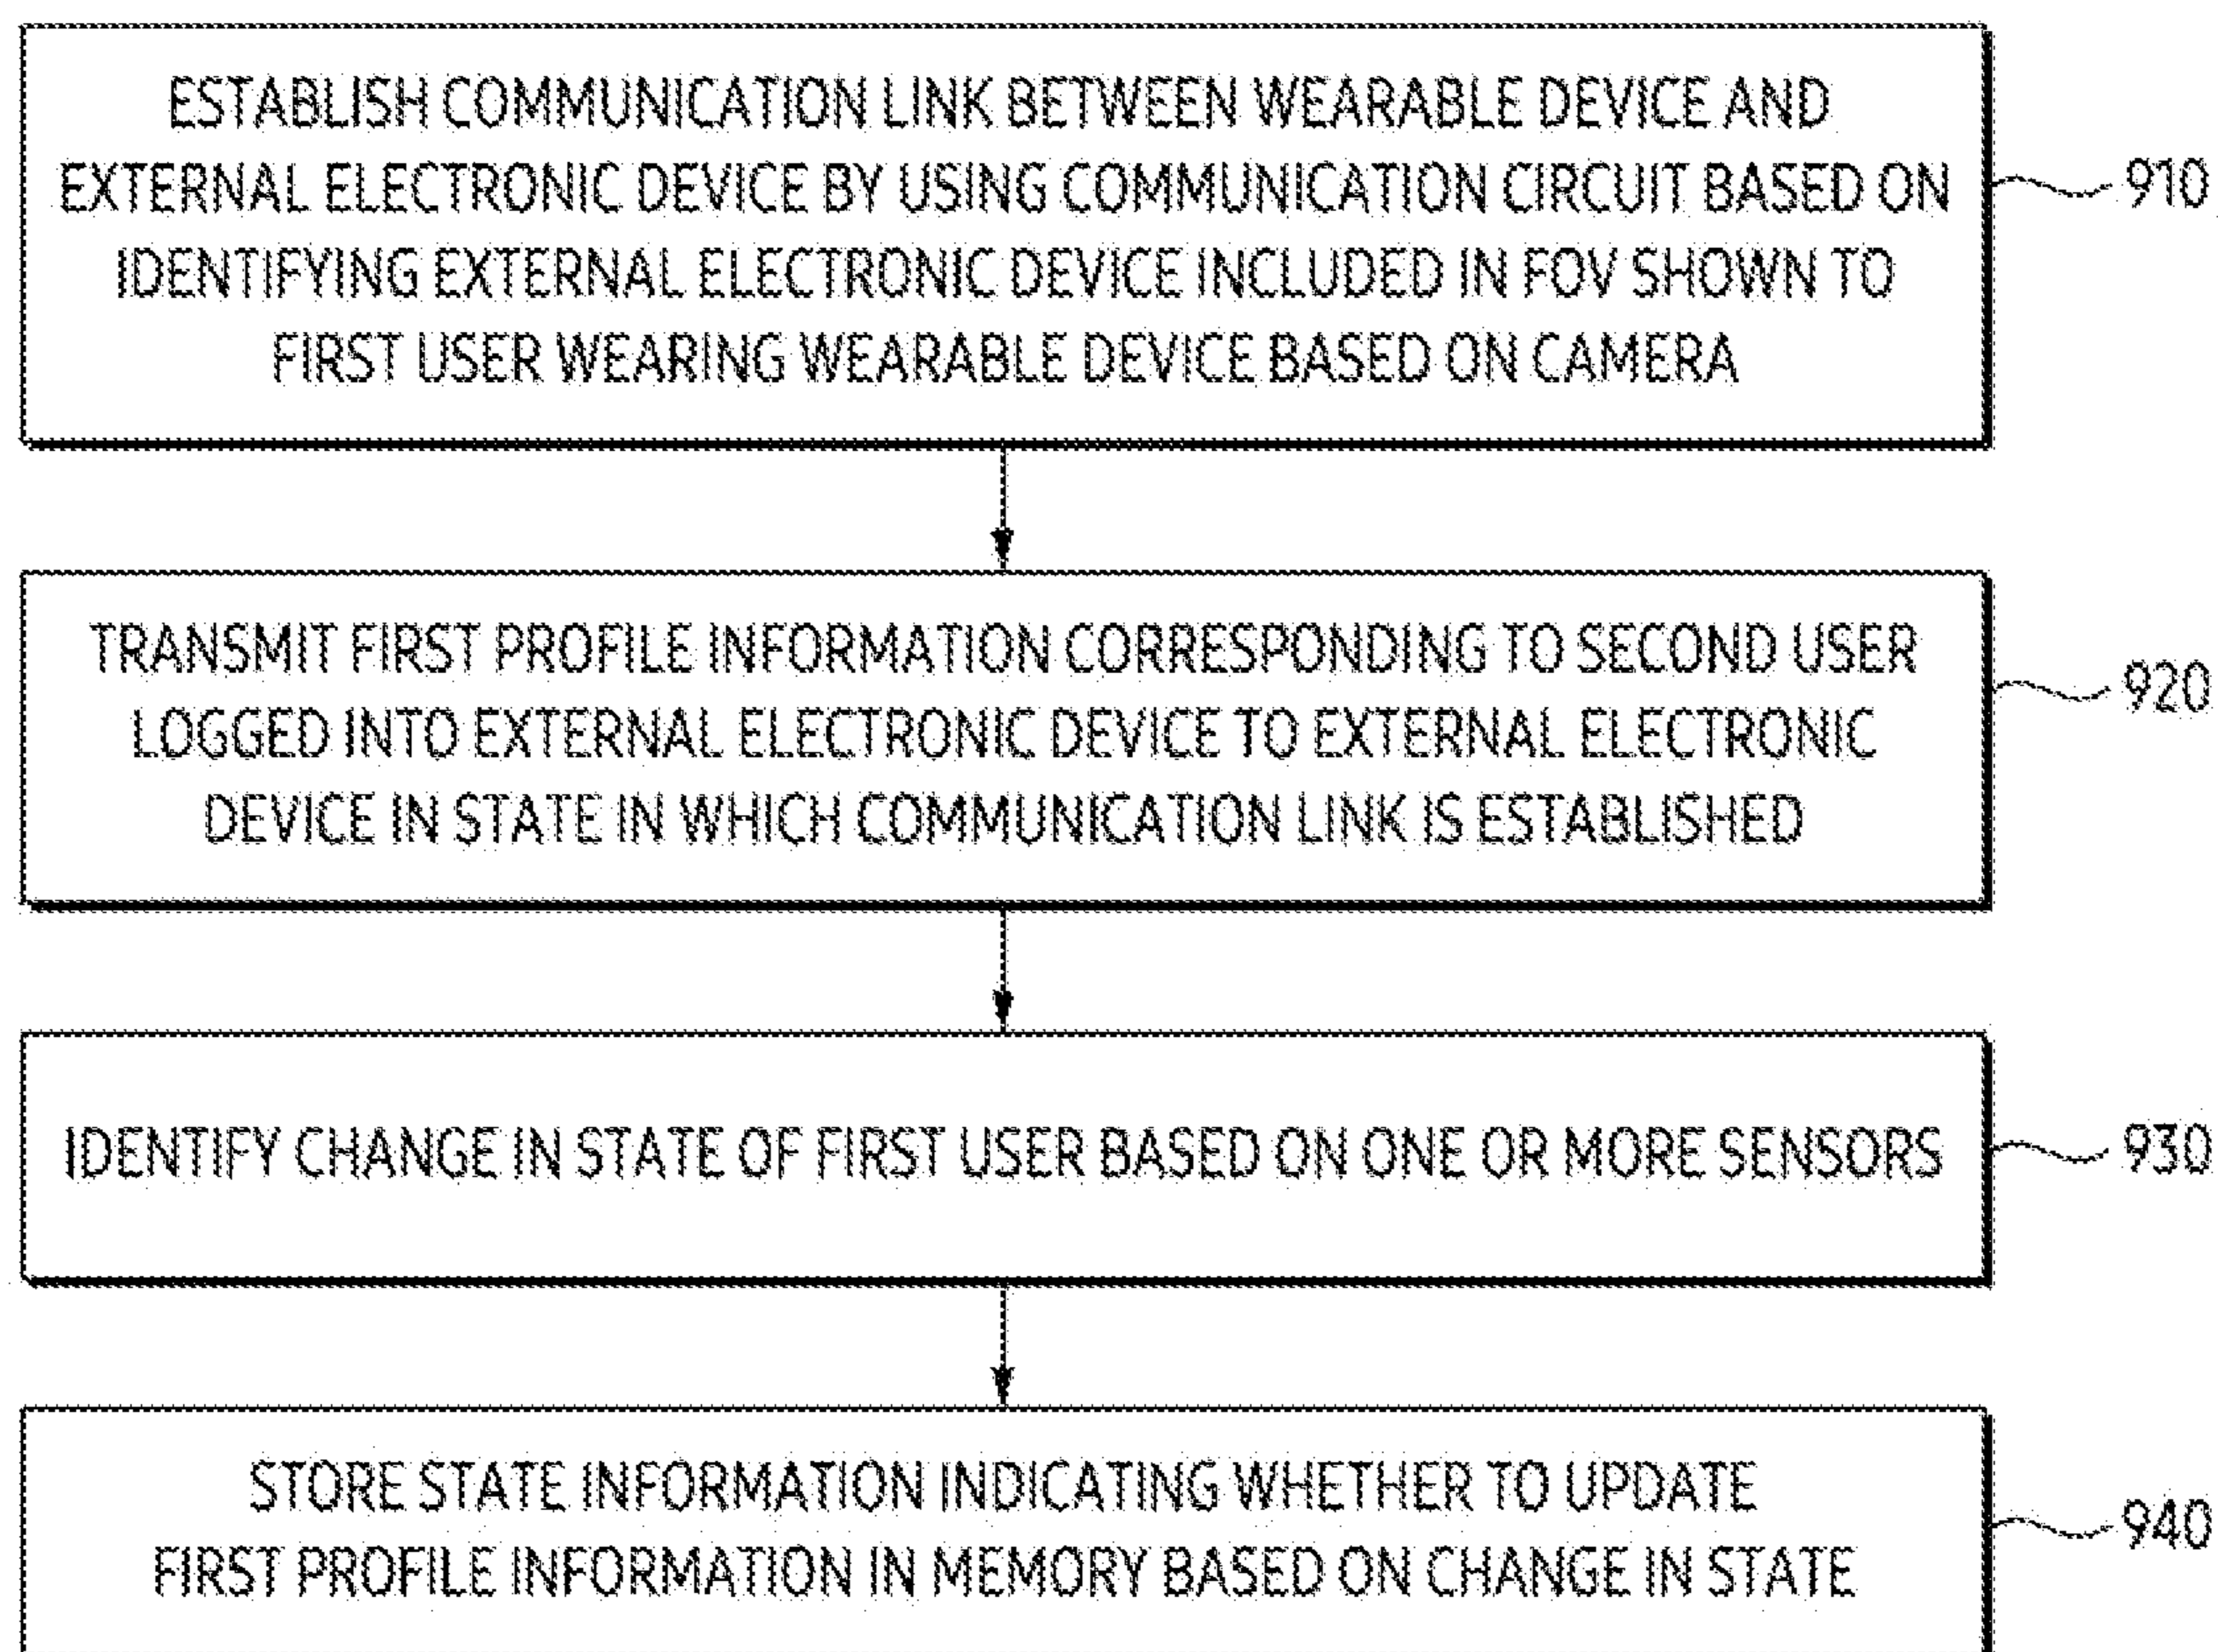 ESTABLISH COMMUNICATION LINK BETWEEN WEARABLE DEVICE AND
EXTERNAL ELECTRONIC DEVICE BY USING COMMUNICATION CIRCUIT BASED ON
IDENTIFYING EXTERNAL ELECTRONIC DEVICE INCLUDED IN FOV SHOWN TO
FIRST USER WEARING WEARABLE DEVICE BASED ON CAMERA
910
TRANSMIT FIRST PROFILE INFORMATION CORRESPONDING TO SECOND USER
LOGGED INTO EXTERNAL ELECTRONIC DEVICE TO EXTERNAL ELECTRONIC
DEVICE IN STATE IN WHICH COMMUNICATION LINK IS ESTABLISHED
920
IDENTIFY CHANGE IN STATE OF FIRST USER BASED ON ONE OR MORE SENSORS
930
STORE STATE INFORMATION INDICATING WHETHER TO UPDATE
FIRST PROFILE INFORMATION IN MEMORY BASED ON CHANGE IN STATE
940